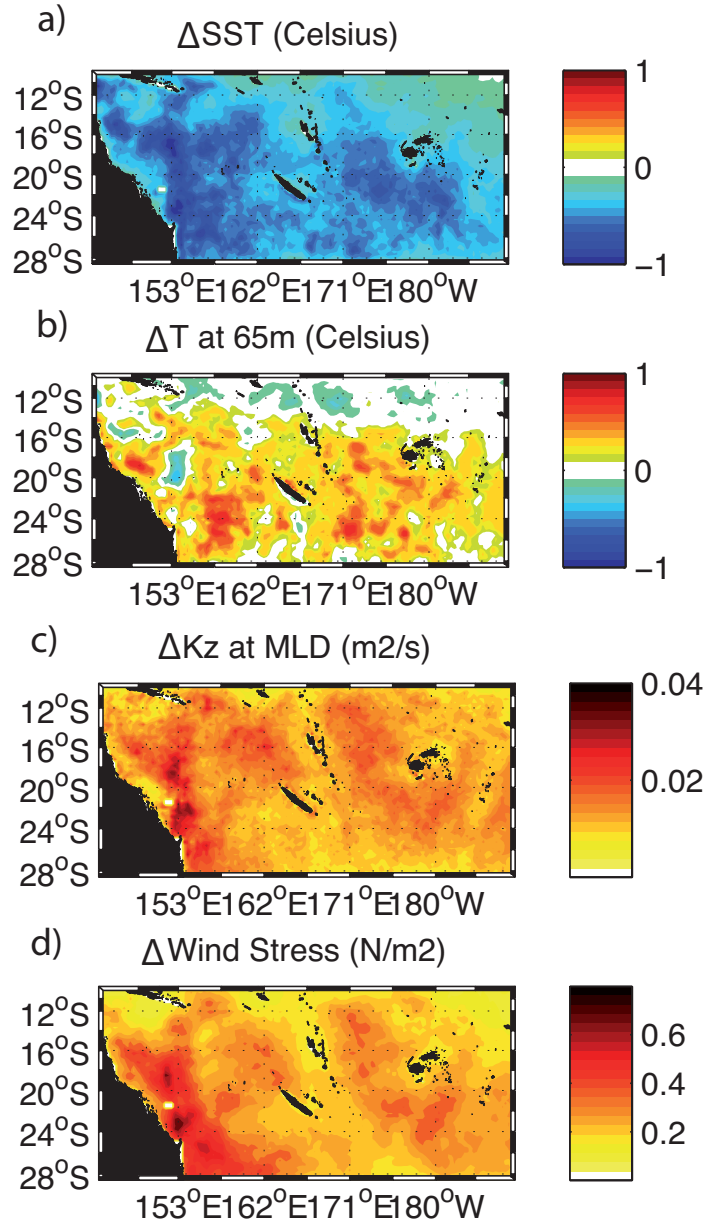 a)
ΔSST (Celsius)
12°S
16°S
20°S
24°S
28°S
153°E162°E171°E180°W
1
0
−1
b)
ΔT at 65m (Celsius)
12°S
16°S
20°S
24°S
28°S
153°E162°E171°E180°W
1
0
−1
c)
ΔKz at MLD (m2/s)
12°S
16°S
20°S
24°S
28°S
153°E162°E171°E180°W
0.04
0.02
d)
ΔWind Stress (N/m2)
12°S
16°S
20°S
24°S
28°S
153°E162°E171°E180°W
0.6
0.4
0.2